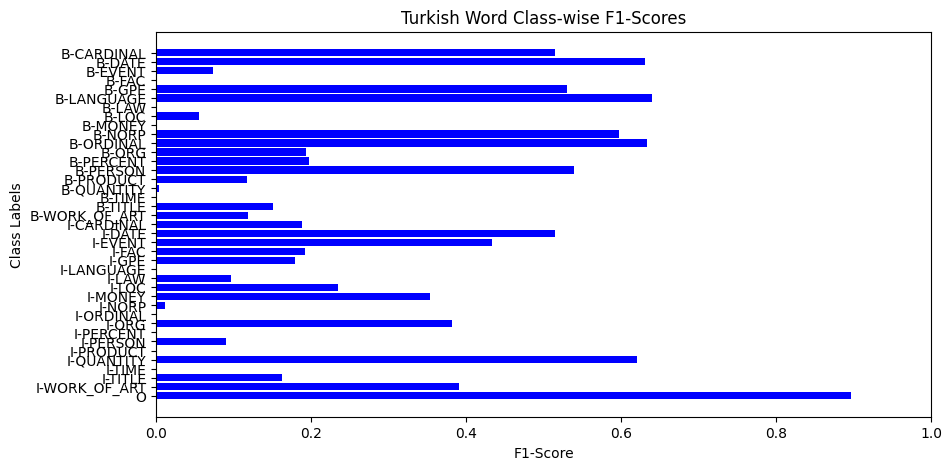 Turkish Word Class-wise F1-Scores
B-CARDINAL
B-DATE
B-EVENT
B-FAC
B-GPE
B-LANGUAGE
B-LAW
B-LOC
B-MONEY
B-NORP
B-ORDINAL
B-ORG
B-PERCENT
B-PERSON
B-PRODUCT
B-QUANTITY
B-TIME
B-TITLE
B-WORK_OF_ART
I-CARDINAL
I-DATE
I-EVENT
I-FAC
I-GPE
I-LANGUAGE
I-LAW
I-LOC
I-MONEY
I-NORP
I-ORDINAL
I-ORG
I-PERCENT
I-PERSON
I-PRODUCT
I-QUANTITY
I-TIME
I-TITLE
I-WORK_OF_ART
O
Class Labels
0.0 0.2 0.4 0.6 0.8 1.0
F1-Score